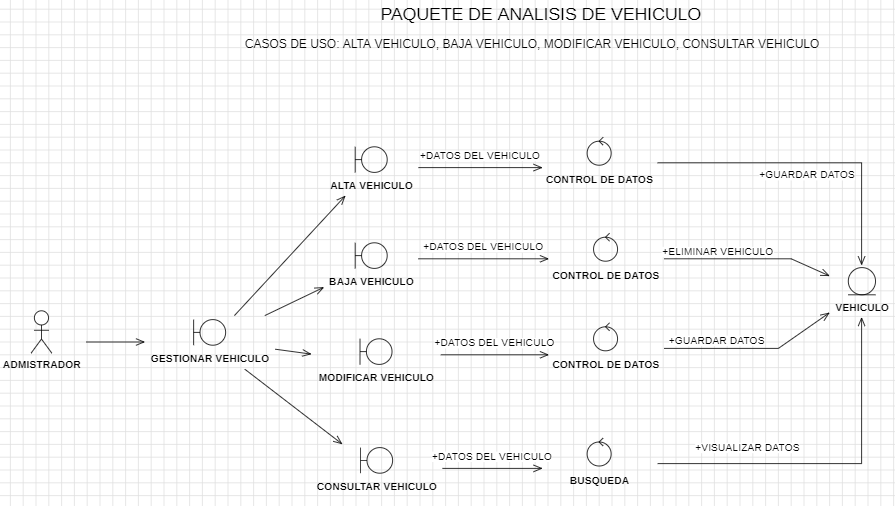 PAQUETE DE ANALISIS DE VEHICULO
CASOS DE USO: ALTA VEHICULO, BAJA VEHICULO, MODIFICAR VEHICULO, CONSULTAR VEHICULO
+DATOS DEL VEHICULO
+GUARDAR DATOS
ALTA VEHICULO
CONTROL DE DATOS
+DATOS DEL VEHICULO
+ELIMINAR VEHICULO
BAJA VEHICULO
CONTROL DE DATOS
VEHICULO
ADMISTRADOR
GESTIONAR VEHICULO
+DATOS DEL VEHICULO
+GUARDAR DATOS
MODIFICAR VEHICULO
CONTROL DE DATOS
+DATOS DEL VEHICULO
+VISUALIZAR DATOS
CONSULTAR VEHICULO
BUSQUEDA